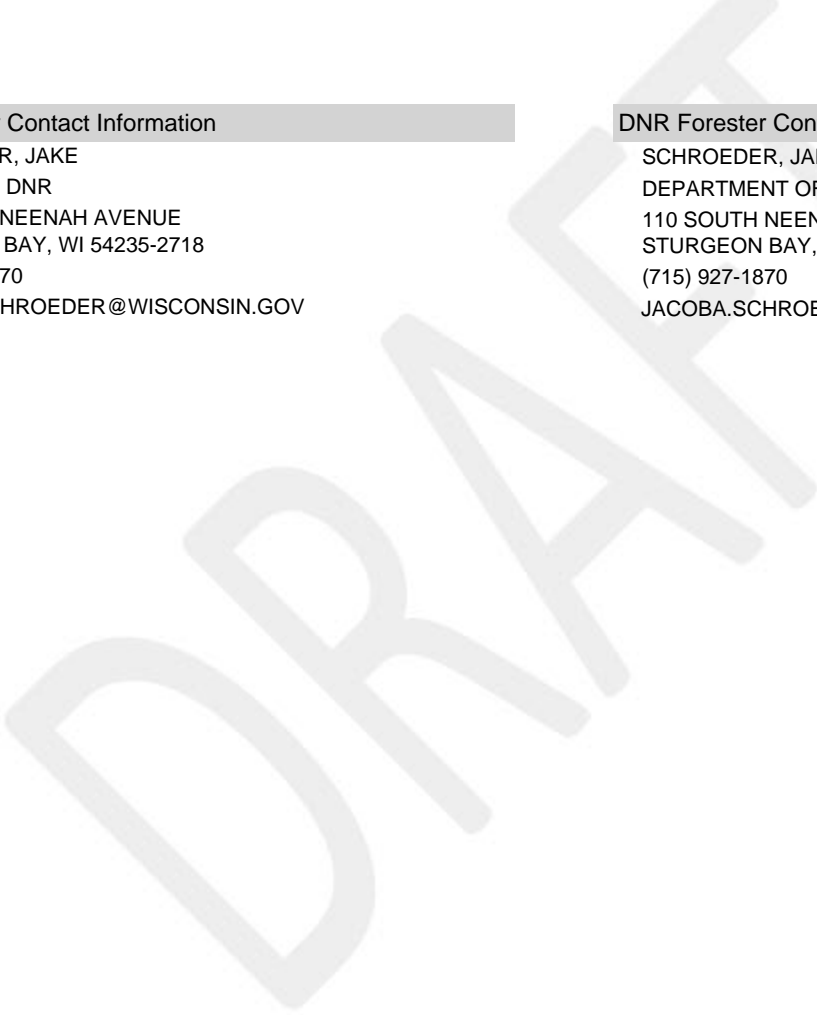 Contact Information
R, JAKE
DNR
NEENAH AVENUE
BAY, WI 54235-2718
70
HROEDER@WISCONSIN.GOV
DNR Forester Con
SCHROEDER, JA
DEPARTMENT OF
110 SOUTH NEEN
STURGEON BAY,
(715) 927-1870
JACOBA.SCHROE
DRAFT